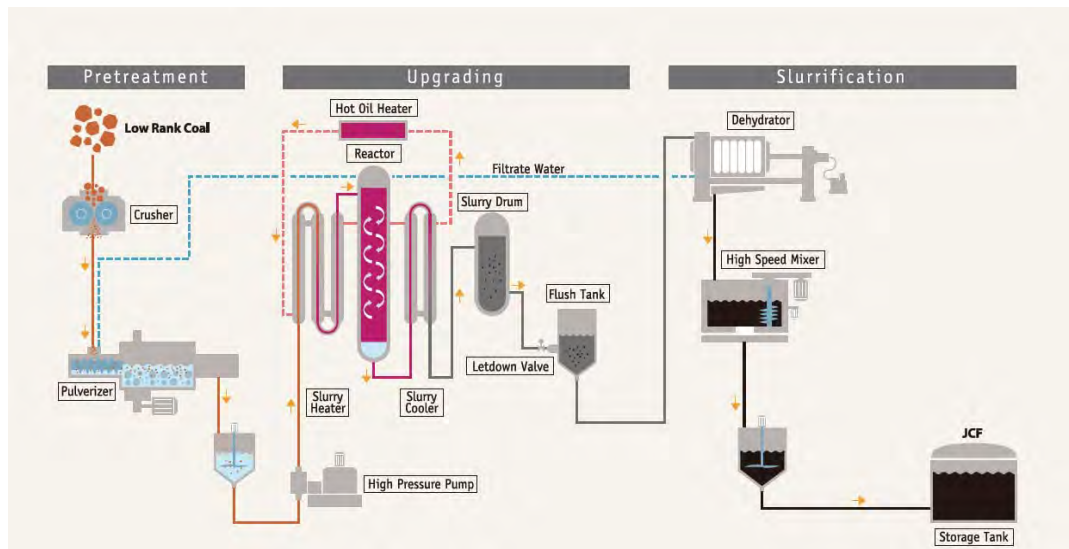 Pretreatment
Upgrading
Slurrification
Low Rank Coal
Crusher
Pulverizer
Hot Oil Heater
Reactor
Slurry
Heater
High Pressure Pump
Slurry
Cooler
Slurry Drum
Filtrate Water
Letdown Valve
Flush Tank
Dehydrator
High Speed Mixer
JCF
Storage Tank